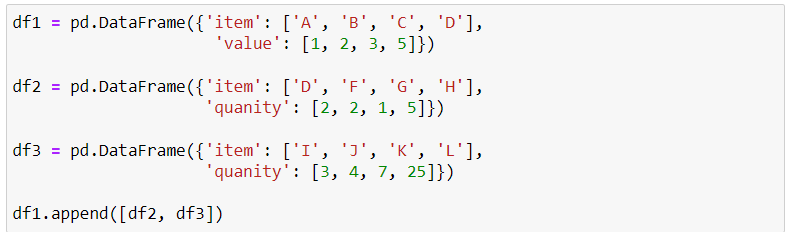 df1 = pd.DataFrame({'item': ['A', 'B', 'C', 'D'],
'value': [1, 2, 3, 5]})
df2 = pd.DataFrame({'item': ['D', 'F', 'G', 'H'],
'quanity': [2, 2, 1, 5]})
df3 = pd.DataFrame({'item': ['I', 'J', 'K', 'L'],
'quanity': [3, 4, 7, 25]})
df1.append([df2, df3])